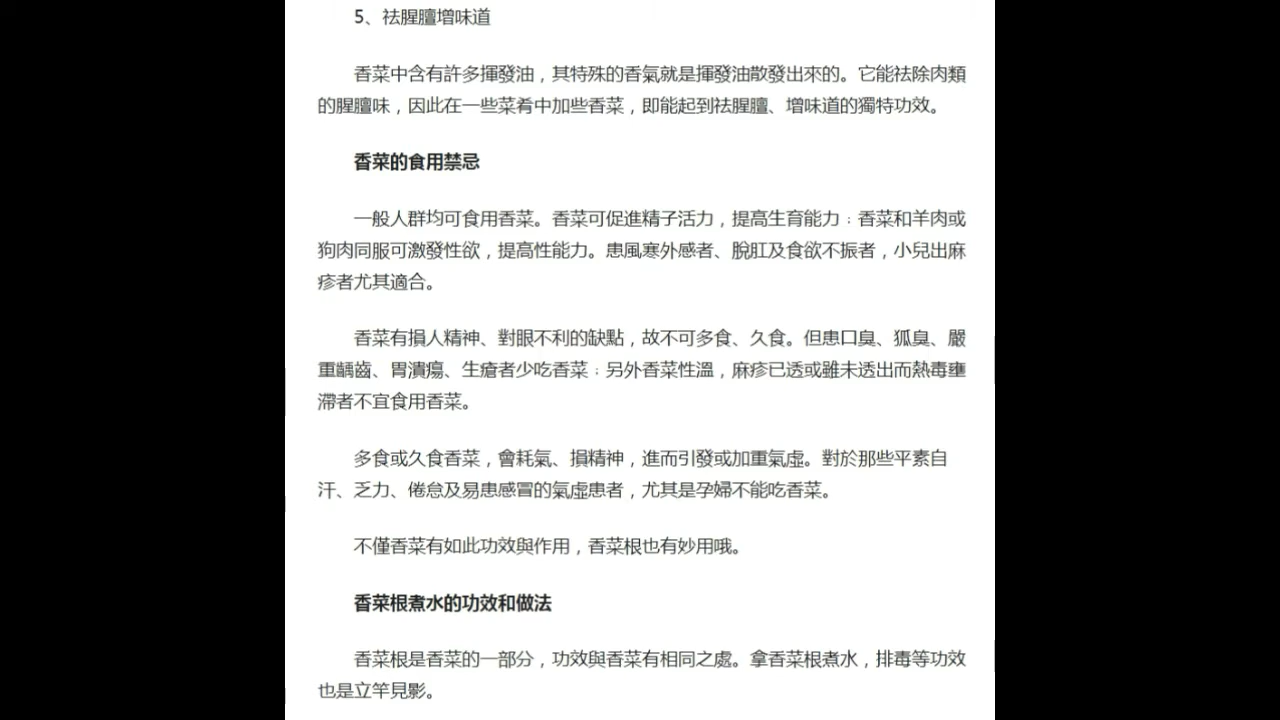 5、祛腥膻增味道
香菜中含有許多揮發油，其特殊的香氣就是揮發油散發出來的。它能祛除肉類
的腥膻味，因此在一些菜肴中加些香菜，即能起到祛腥膻、增味道的獨特功效。
香菜的食用禁忌
一般人群均可食用香菜。香菜可促進精子活力，提高生育能力﹔香菜和羊肉或
狗肉同服可激發性欲，提高性能力。患風寒外感者、脫肛及食欲不振者，小兒出麻
疹者尤其適合。
香菜有損人精神、對眼不利的缺點，故不可多食、久食。但患口臭、狐臭、嚴
重齲齒、胃潰瘍、生瘡者少吃香菜﹔另外香菜性溫，麻疹已透或雖未透出而熱毒壅
滯者不宜食用香菜。
多食或久食香菜，會耗氣、損精神，進而引發或加重氣虛。對於那些平素自
汗、乏力、倦怠及易患感冒的氣虛患者，尤其是孕婦不能吃香菜。
不僅香菜有如此功效與作用，香菜根也有妙用哦。
香菜根煮水的功效和做法
香菜根是香菜的一部分，功效與香菜有相同之處。拿香菜根煮水，排毒等功效
也是立竿見影。